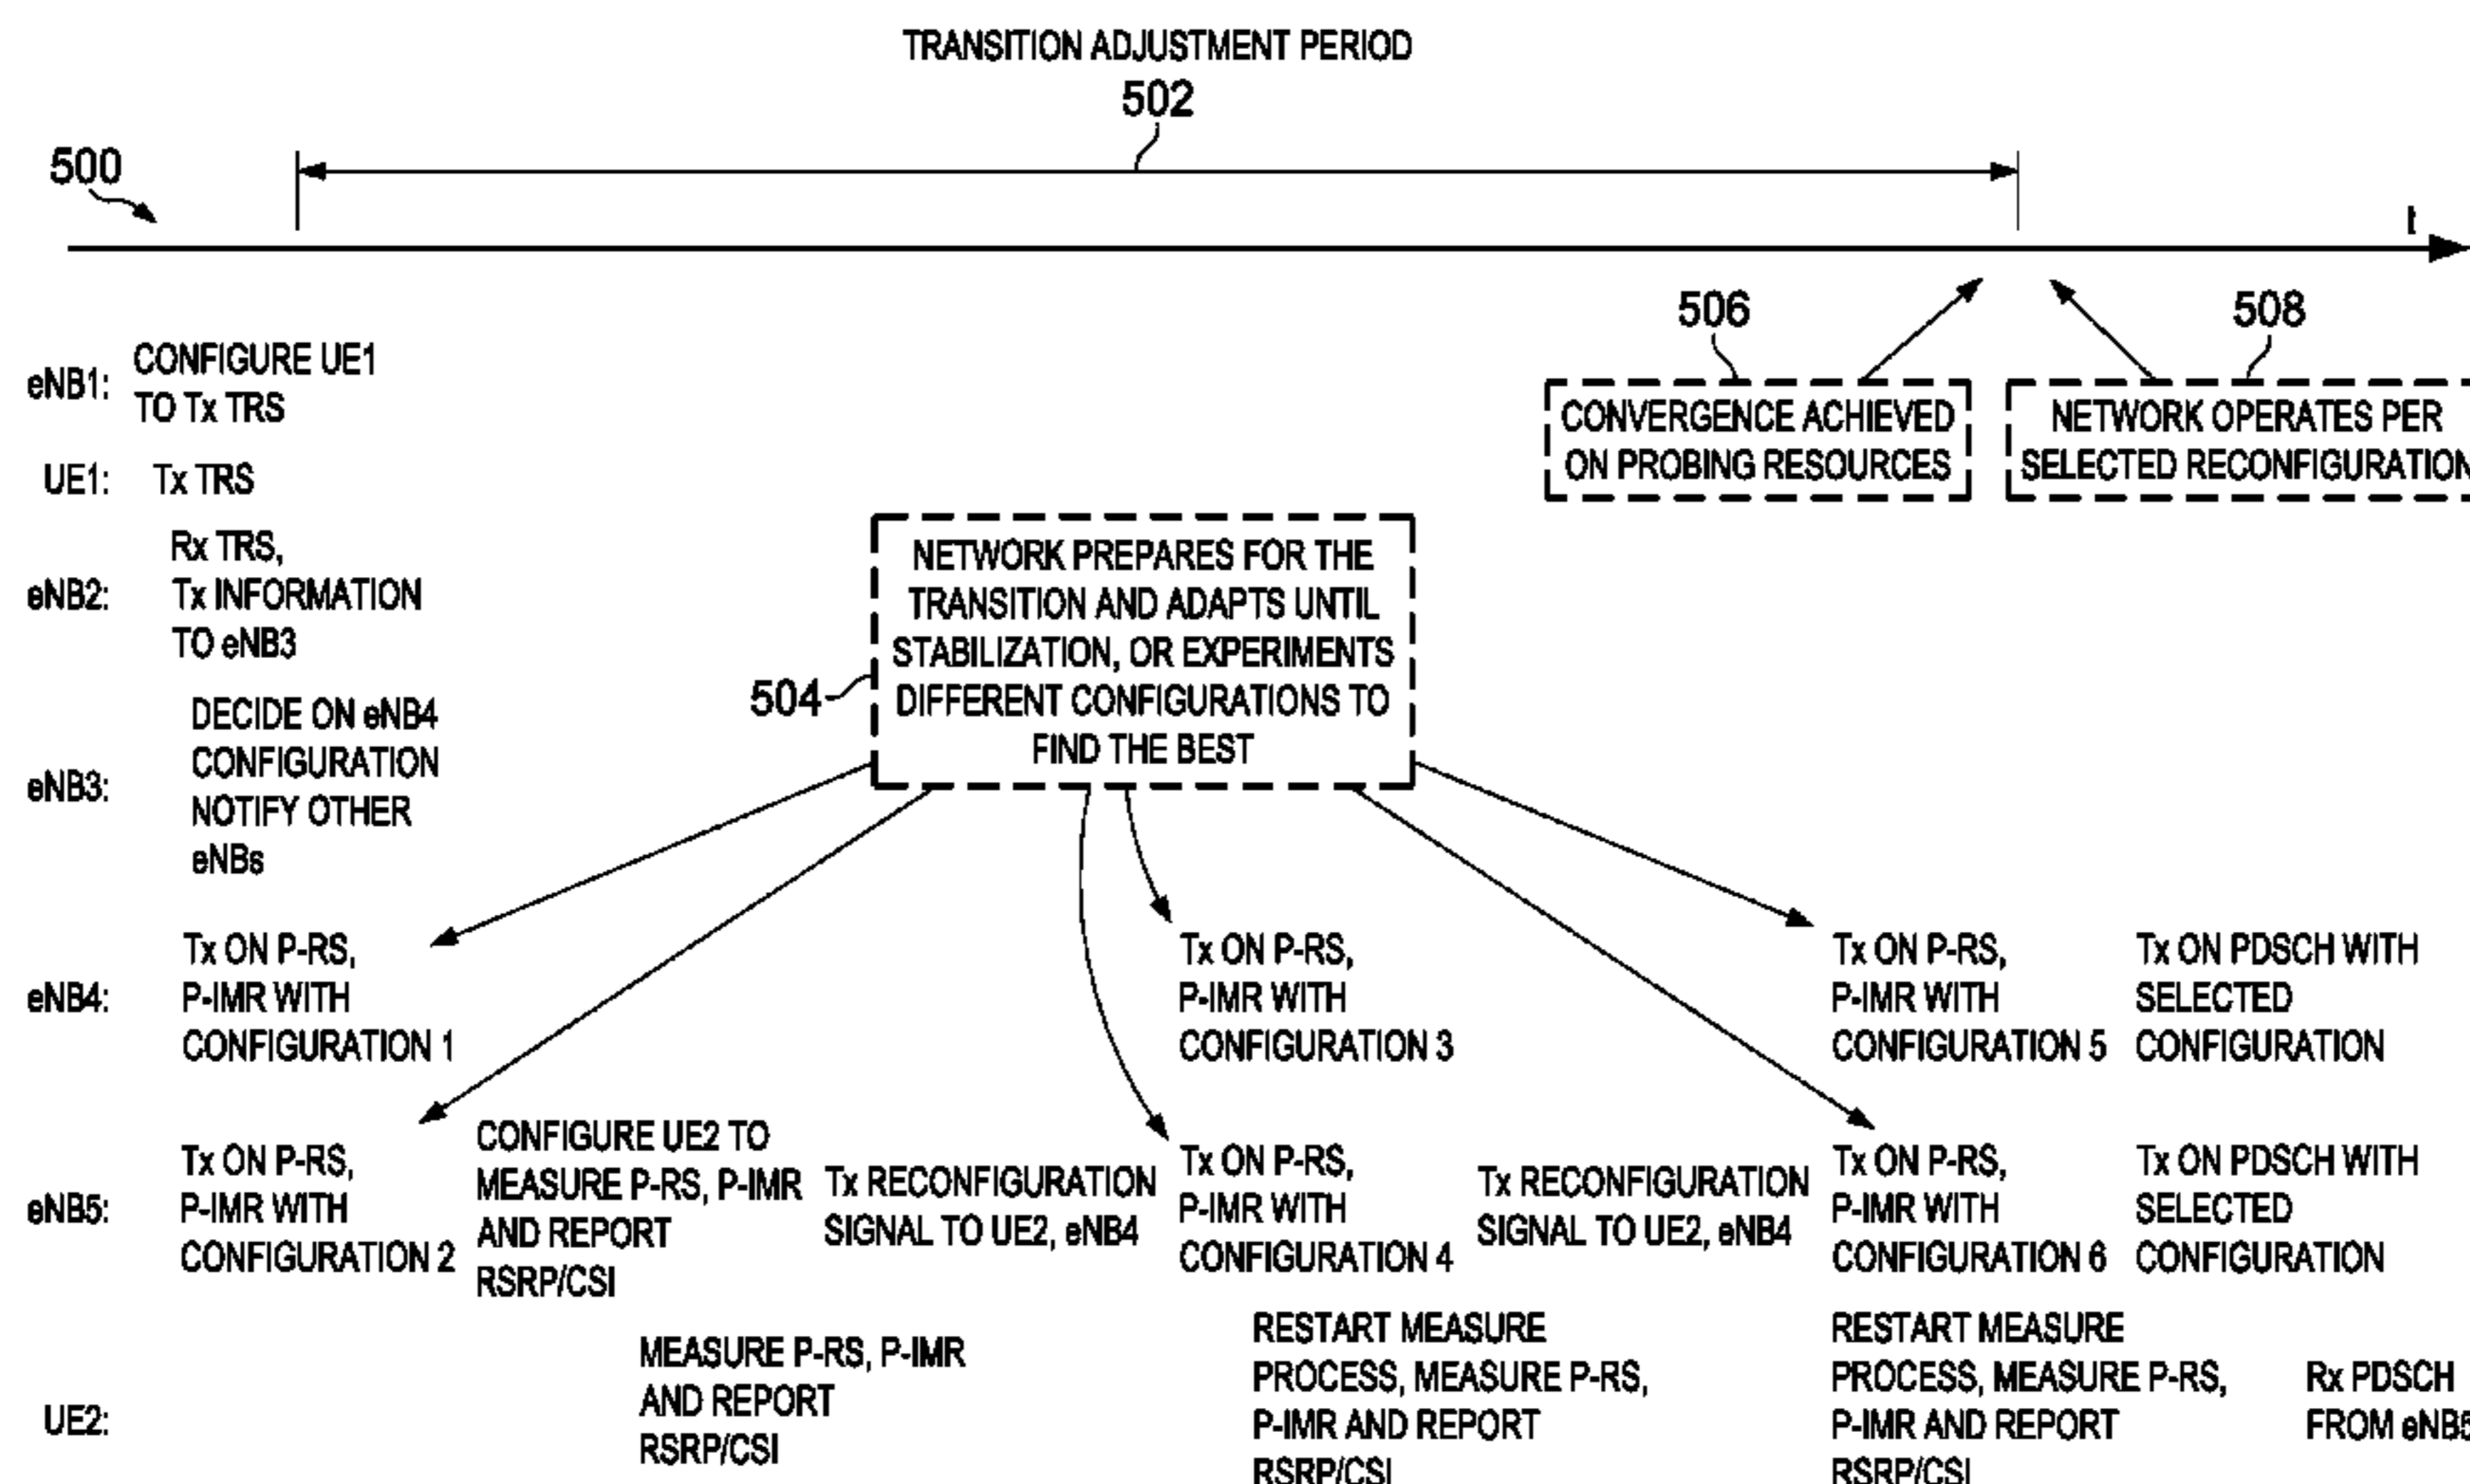 TRANSITION ADJUSTMENT PERIOD
502
500
t
506
508
eNB1:
CONFIGURE UE1
TO Tx TRS
CONVERGENCE ACHIEVED
ON PROBING RESOURCES
NETWORK OPERATES PER
SELECTED RECONFIGURATION
UE1:
Tx TRS
eNB2:
Rx TRS,
Tx INFORMATION
TO eNB3
504
NETWORK PREPARES FOR THE
TRANSITION AND ADAPTS UNTIL
STABILIZATION, OR EXPERIMENTS
DIFFERENT CONFIGURATIONS TO
FIND THE BEST
eNB3:
DECIDE ON eNB4
CONFIGURATION
NOTIFY OTHER
eNBs
eNB4:
Tx ON P-RS,
P-IMR WITH
CONFIGURATION 1
Tx ON P-RS,
P-IMR WITH
CONFIGURATION 3
Tx ON P-RS,
P-IMR WITH
CONFIGURATION 5
Tx ON PDSCH WITH
SELECTED
CONFIGURATION
eNB5:
Tx ON P-RS,
P-IMR WITH
CONFIGURATION 2
CONFIGURE UE2 TO
MEASURE P-RS, P-IMR
AND REPORT
RSRP/CSI
Tx RECONFIGURATION
SIGNAL TO UE2, eNB4
Tx ON P-RS,
P-IMR WITH
CONFIGURATION 4
Tx RECONFIGURATION
SIGNAL TO UE2, eNB4
Tx ON P-RS,
P-IMR WITH
CONFIGURATION 6
Tx ON PDSCH WITH
SELECTED
CONFIGURATION
UE2:
MEASURE P-RS, P-IMR
AND REPORT
RSRP/CSI
RESTART MEASURE
PROCESS, MEASURE P-RS,
P-IMR AND REPORT
RSRP/CSI
RESTART MEASURE
PROCESS, MEASURE P-RS,
P-IMR AND REPORT
RSRP/CSI
Rx PDSCH
FROM eNB5